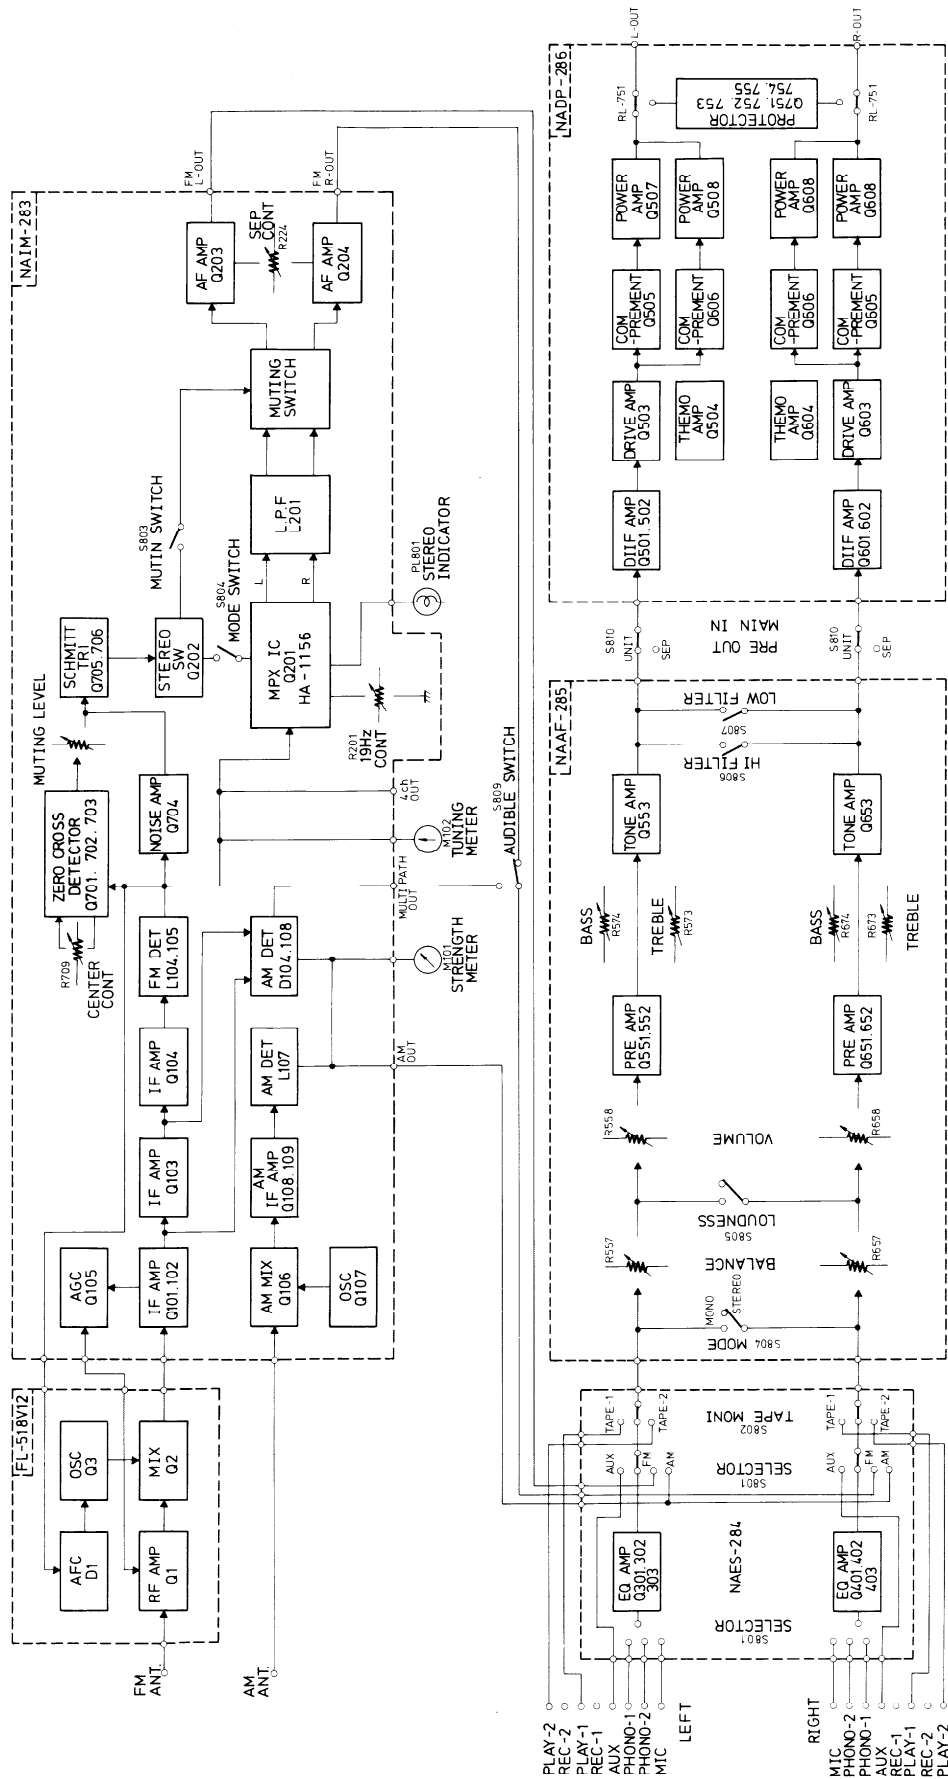 FL-518V12
AFC
D1
OSC
Q3
RF AMP
Q1
MIX
Q2
FM
ANT.
AM
ANT.
NAIM-283
AGC
Q105
IF AMP
Q101.102
IF AMP
Q103
IF AMP
Q104
FM DET
L104.105
AM MIX
Q106
OSC
Q107
AM
IF AMP
Q108.109
AM DET
L107
AM DET
D104.108
R709
CENTER
CONT
ZERO CROSS
DETECTOR
Q701. 702. 703
NOISE AMP
Q704
MUTING LEVEL
SCHMITT
TRI
Q705.706
STEREO
SW
Q202
S803
MUTIN SWITCH
S804
MODE SWITCH
MPX IC
Q201
HA-1156
L
R
L.P.F
L201
MUTING
SWITCH
AF AMP
Q203
AF AMP
Q204
SEP
CONT
R224
FM
L-OUT
FM
R-OUT
R201
19Hz
CONT
PL801
STEREO
INDICATOR
4ch
OUT
M102
TUNING
METER
MULTI PATH
OUT
M101
STRENGTH
METER
AM
OUT
S809
AUDIBLE SWITCH
PLAY-2
REC-2
PLAY-1
REC-1
AUX
PHONO-1
PHONO-2
MIC
LEFT
RIGHT
MIC
PHONO-2
PHONO-1
AUX
REC-1
PLAY-1
REC-2
PLAY-2
S801
SELECTOR
NAES-284
EQ AMP
Q301.302
303
EQ AMP
Q401.402
403
S801
SELECTOR
AUX
FM
AM
AUX
FM
AM
S802
TAPE MONI
TAPE-1
TAPE-2
TAPE-1
TAPE-2
NAAF-285
S804 MODE
MONO
STEREO
BALANCE
R557
R657
S805
LOUDNESS
VOLUME
R558
R658
PRE AMP
Q551.552
PRE AMP
Q651.652
BASS
R574
TREBLE
R573
BASS
R674
R673
TREBLE
TONE AMP
Q553
TONE AMP
Q653
S806
HI FILTER
S807
LOW FILTER
S810
UNIT
SEP
PRE OUT
MAIN IN
S810
UNIT
SEP
NADP-286
DIIF AMP
Q501.502
DIIF AMP
Q601.602
DRIVE AMP
Q503
THEMO
AMP
Q504
THEMO
AMP
Q604
DRIVE AMP
Q603
COM
-PREMENT
Q505
COM
-PREMENT
Q606
COM
-PREMENT
Q606
COM
-PREMENT
Q605
POWER
AMP
Q507
POWER
AMP
Q508
POWER
AMP
Q608
POWER
AMP
Q608
PROTECTOR
Q751. 752. 753
754. 755
RL-751
RL-751
L-OUT
R-OUT